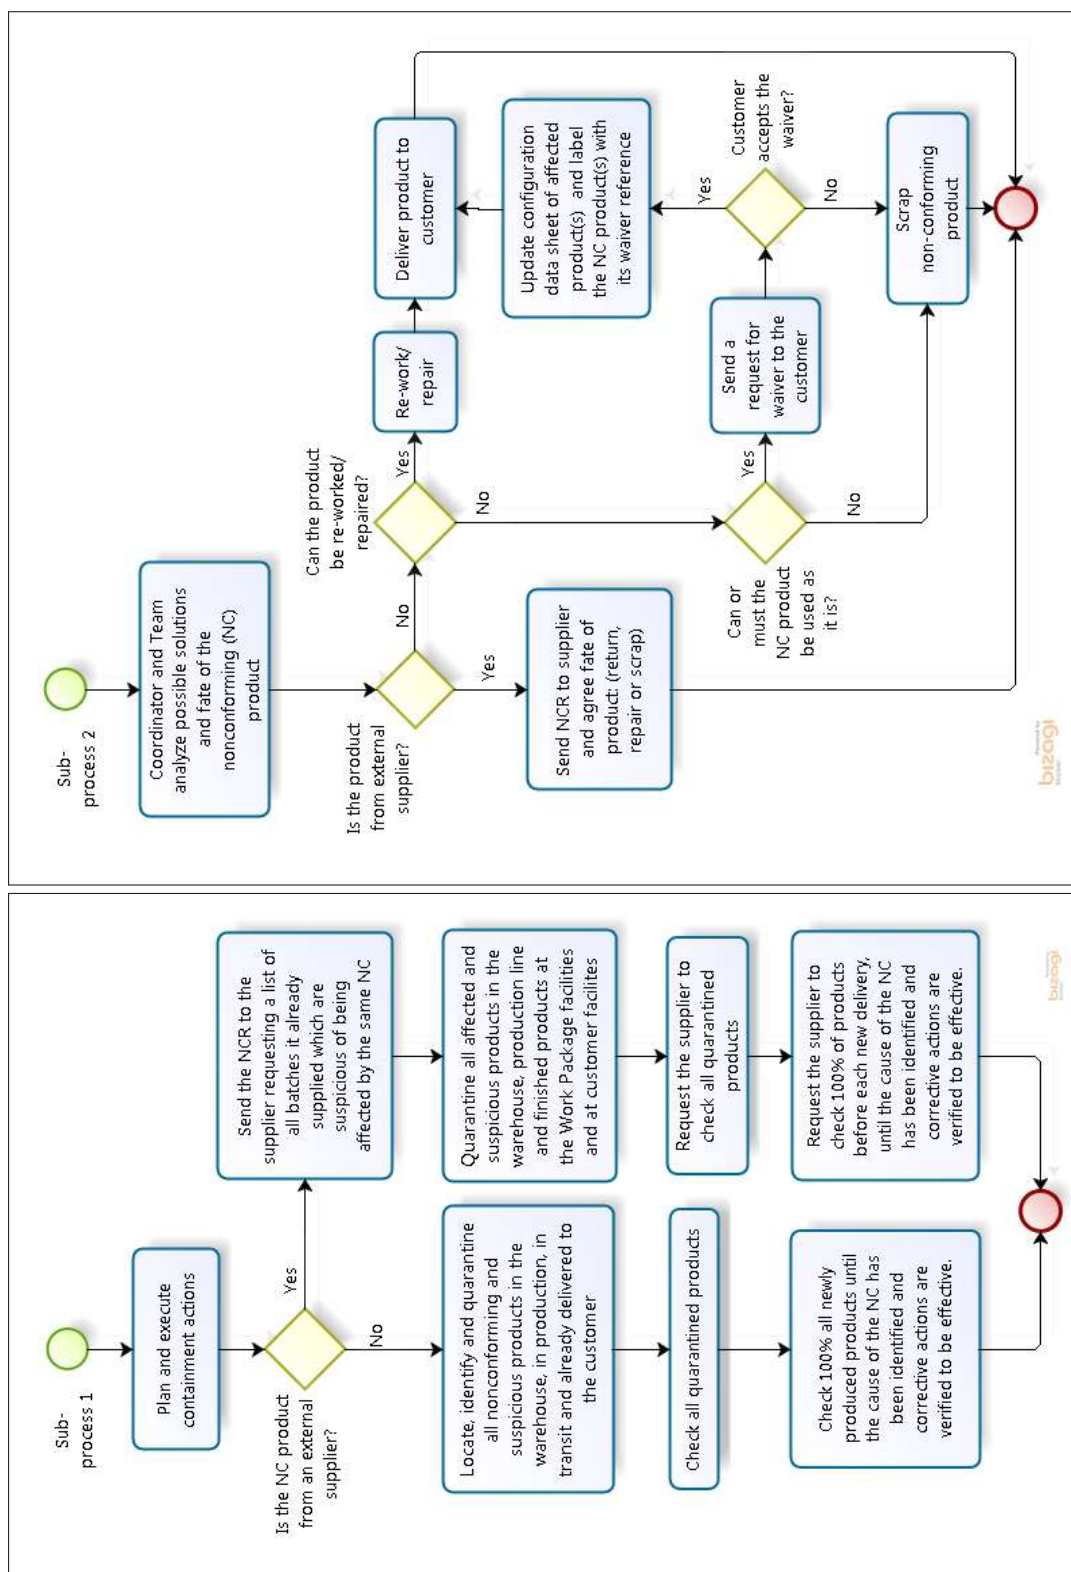 Sub-
process 1
Plan and execute
containment actions
Is the NC product
from an external
supplier?
Yes
No
Send the NCR to the
supplier requesting a list of
all batches it already
supplied which are
suspicious of being
affected by the same NC
Locate, identify and quarantine
all nonconforming and
suspicious products in the
warehouse, in production, in
transit and already delivered to
the customer
Quarantine all affected and
suspicious products in the
warehouse, production line
and finished products at
the Work Package facilities
and at customer facilites
Check all quarantined products
Request the supplier to
check all quarantined
products
Check 100% all newly
produced products until
the cause of the NC has
been identified and
corrective actions are
verified to be effective.
Request the supplier to
check 100% of products
before each new delivery,
until the cause of the NC
has been identified and
corrective actions are
verified to be effective.
bizagi
Sub-
process 2
Coordinator and Team
analyze possible solutions
and fate of the
nonconforming (NC)
product
Is the product
from external
supplier?
No
Yes
Can the product
be re-worked/
repaired?
Yes
No
Re-work/
repair
Deliver product to
customer
Send NCR to supplier
and agree fate of
product: (return,
repair or scrap)
Update configuration
data sheet of affected
product(s) and label
the NC product(s) with
its waiver reference
Can or
must the
NC product
be used as
it is?
Yes
No
Send a
request for
waiver to the
customer
Customer
accepts the
waiver?
Yes
No
Scrap
non-conforming
product
bizagi